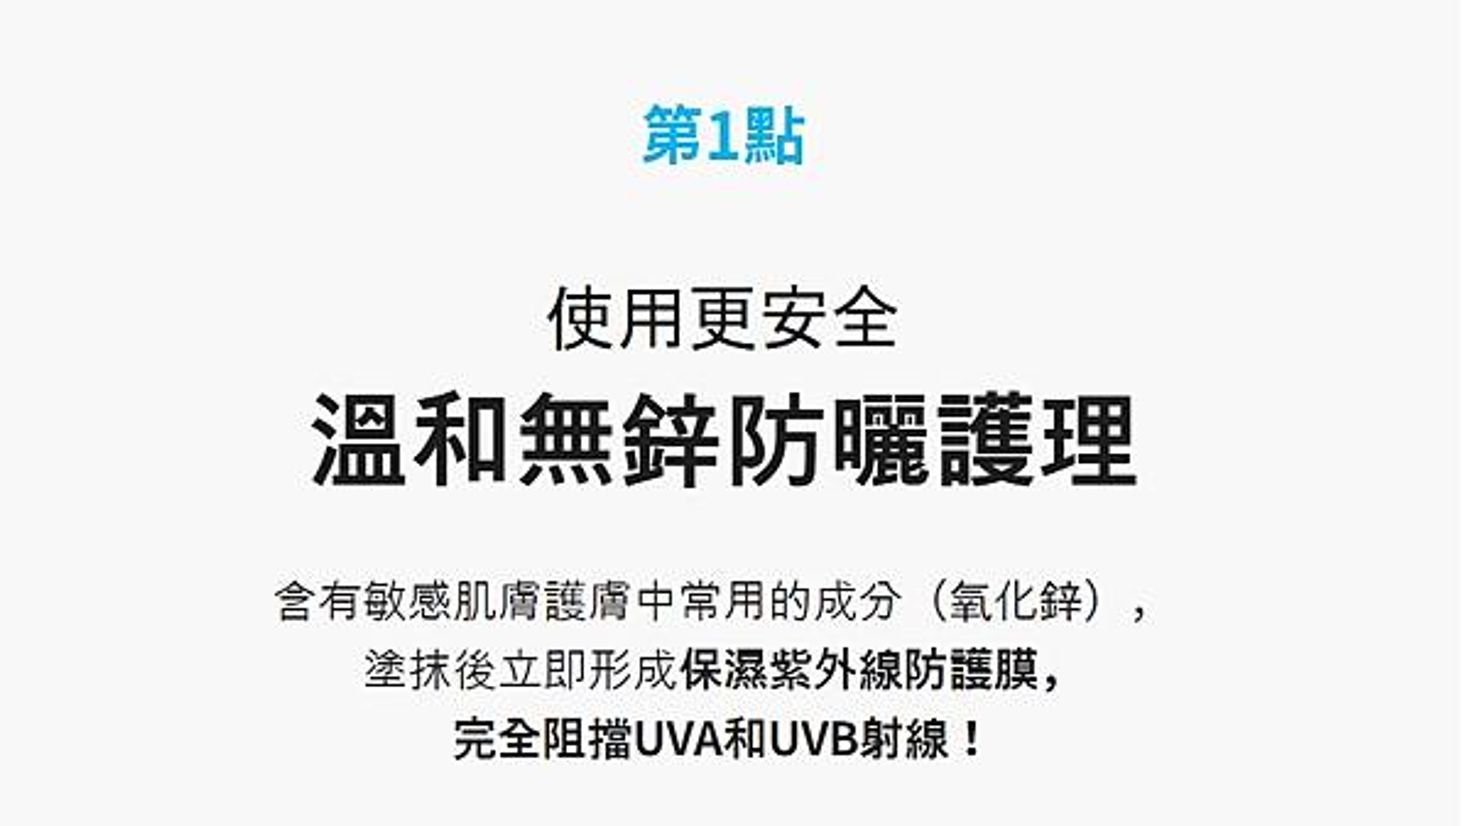 第1點
使用更安全
溫和無鋅防曬護理
含有敏感肌膚護膚中常用的成分（氧化鋅），
塗抹後立即形成保濕紫外線防護膜，
完全阻擋UVA和UVB射線！